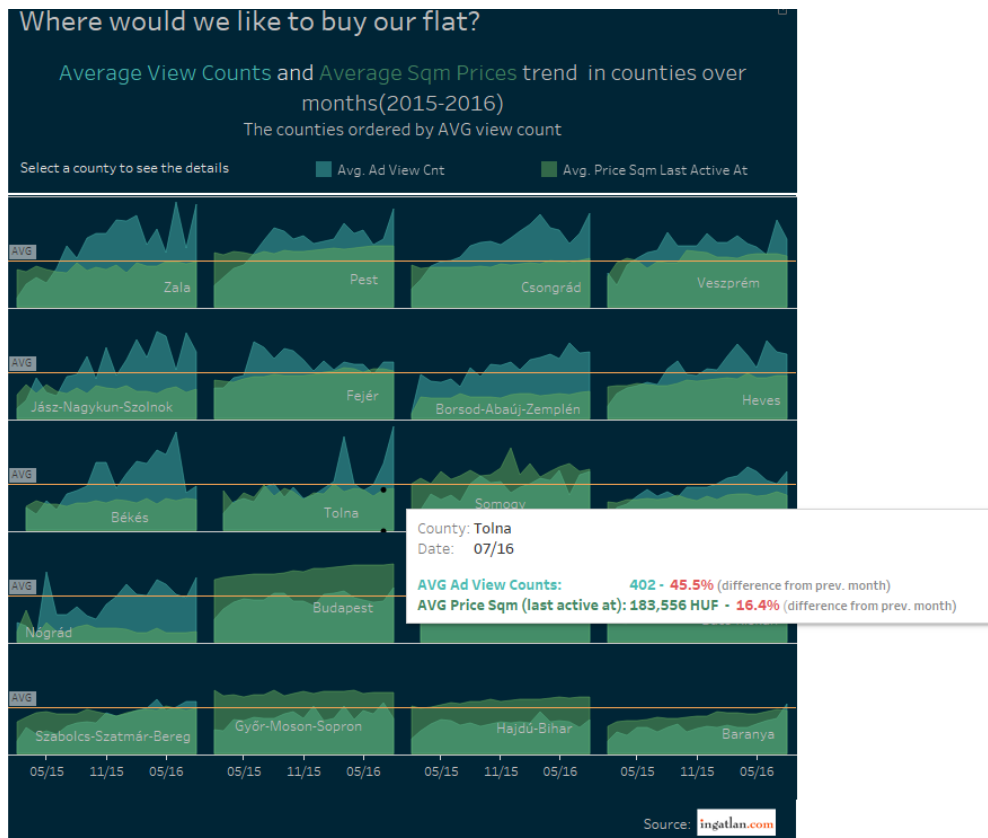 Where would we like to buy our flat?
Average View Counts and Average Sqm Prices trend in counties over
months(2015-2016)
The counties ordered by AVG view count
Select a county to see the details
Avg. Ad View Cnt
Avg. Price Sqm Last Active At
AVG
Zala
Pest
Csongrád
Veszprém
AVG
Jász-Nagykun-Szolnok
Fejér
Borsod-Abaúj-Zemplén
Heves
AVG
Békés
Tolna
Somogy
County: Tolna
Date: 07/16
AVG Ad View Counts: 402 - 45.5% (difference from prev. month)
AVG Price Sqm (last active at): 183,556 HUF - 16.4% (difference from prev. month)
AVG
Nógrád
Budapest
AVG
Szabolcs-Szatmár-Bereg
Győr-Moson-Sopron
Hajdú-Bihar
Baranya
05/15 11/15 05/16 05/15 11/15 05/16 05/15 11/15 05/16 05/15 11/15 05/16
Source: ingatlan.com